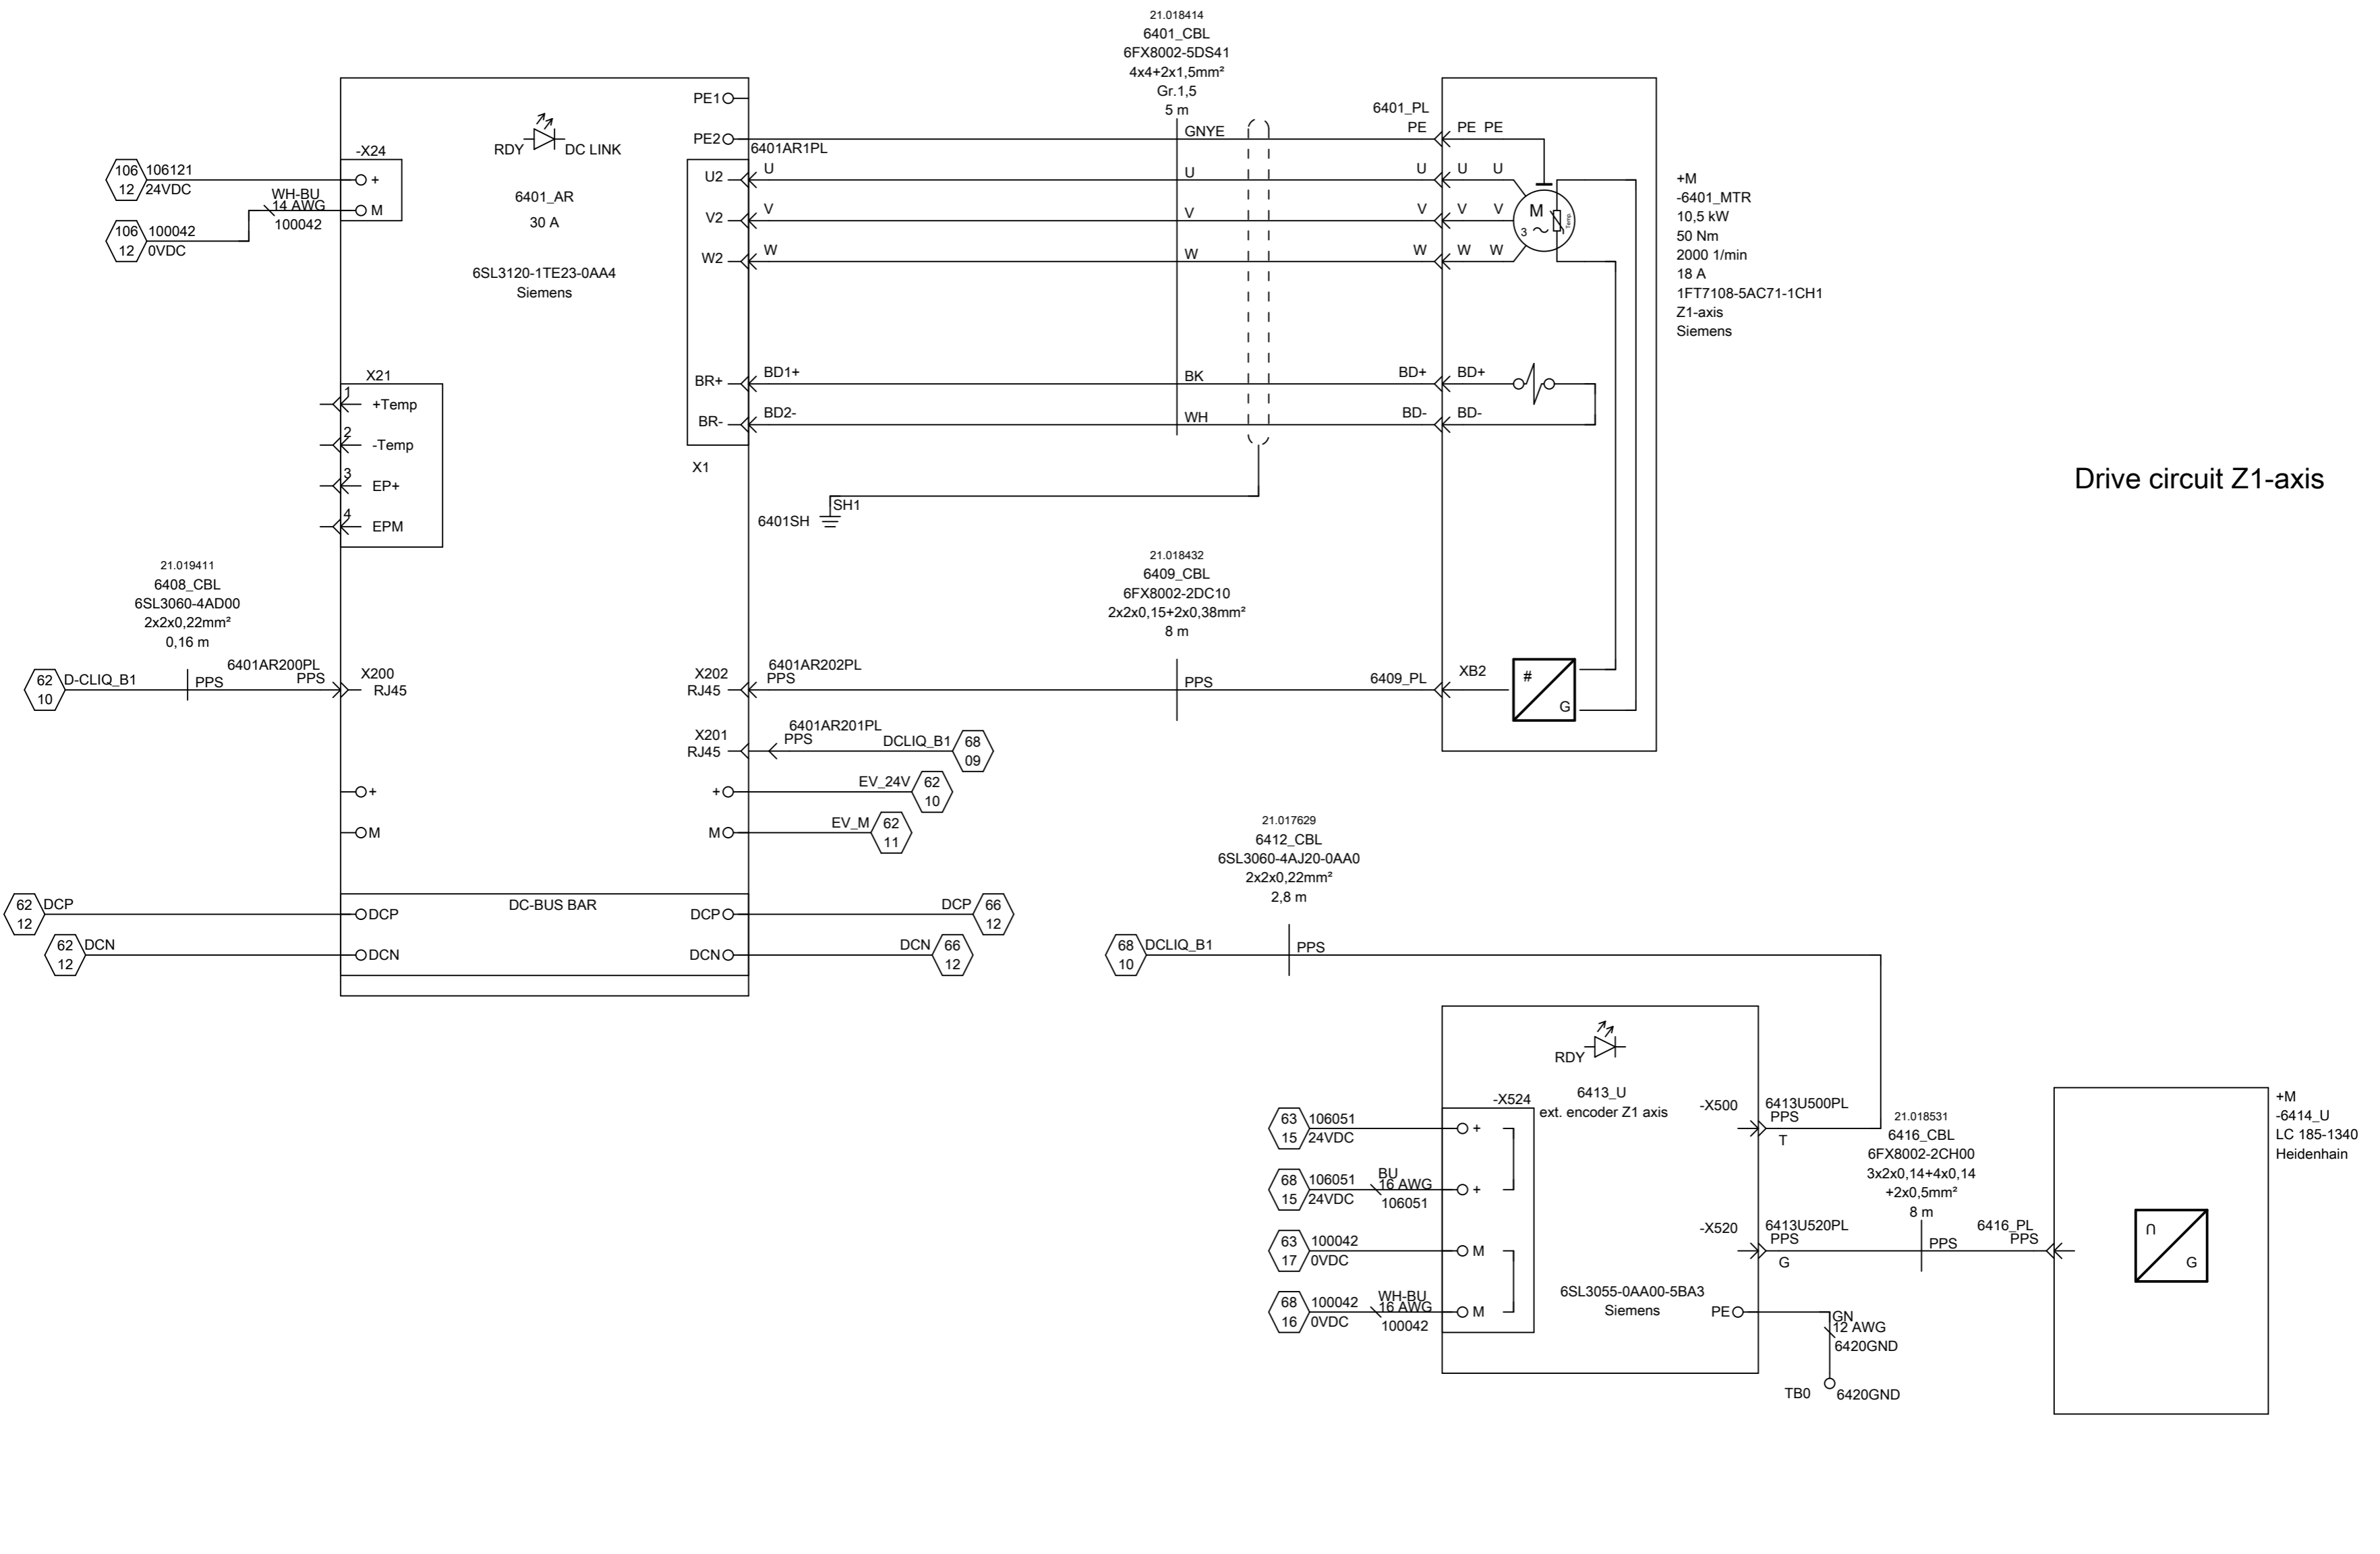 21.018414
6401_CBL
6FX8002-5DS41
4x4+2x1,5mm²
Gr.1,5
5 m
PE1
PE2
6401AR1PL
GNYE
6401_PL
PE
PE PE
RDY
DC LINK
-X24
106
12
106121
24VDC
+
WH-BU
14 AWG
100042
M
106
12
100042
0VDC
6401_AR
30 A
6SL3120-1TE23-0AA4
Siemens
U2
U
U
U
U
U
V2
V
V
V
V
V
W2
W
W
W
W
W
M
3
Temp
+M
-6401_MTR
10,5 kW
50 Nm
2000 1/min
18 A
1FT7108-5AC71-1CH1
Z1-axis
Siemens
X21
1
+Temp
2
-Temp
3
EP+
4
EPM
BR+
BD1+
BK
BD+
BD+
BR-
BD2-
WH
BD-
BD-
X1
SH1
6401SH
Drive circuit Z1-axis
21.019411
6408_CBL
6SL3060-4AD00
2x2x0,22mm²
0,16 m
62
10
D-CLIQ_B1
PPS
6401AR200PL
PPS
X200
RJ45
21.018432
6409_CBL
6FX8002-2DC10
2x2x0,15+2x0,38mm²
8 m
X202
RJ45
6401AR202PL
PPS
PPS
6409_PL
XB2
#
G
X201
RJ45
6401AR201PL
PPS
DCLIQ_B1
68
09
+
+
EV_24V
62
10
M
M
EV_M
62
11
DC-BUS BAR
62
12
DCP
DCP
DCP
DCP
66
12
62
12
DCN
DCN
DCN
DCN
66
12
21.017629
6412_CBL
6SL3060-4AJ20-0AA0
2x2x0,22mm²
2,8 m
68
10
DCLIQ_B1
PPS
RDY
6413_U
ext. encoder Z1 axis
-X524
63
15
106051
24VDC
+
68
15
106051
24VDC
BU
16 AWG
106051
+
63
17
100042
0VDC
M
68
16
100042
0VDC
WH-BU
16 AWG
100042
M
6SL3055-0AA00-5BA3
Siemens
-X500
6413U500PL
PPS
T
-X520
6413U520PL
PPS
G
PE
GN
12 AWG
6420GND
TB0
6420GND
21.018531
6416_CBL
6FX8002-2CH00
3x2x0,14+4x0,14
+2x0,5mm²
8 m
PPS
6416_PL
PPS
∩
G
+M
-6414_U
LC 185-1340
Heidenhain